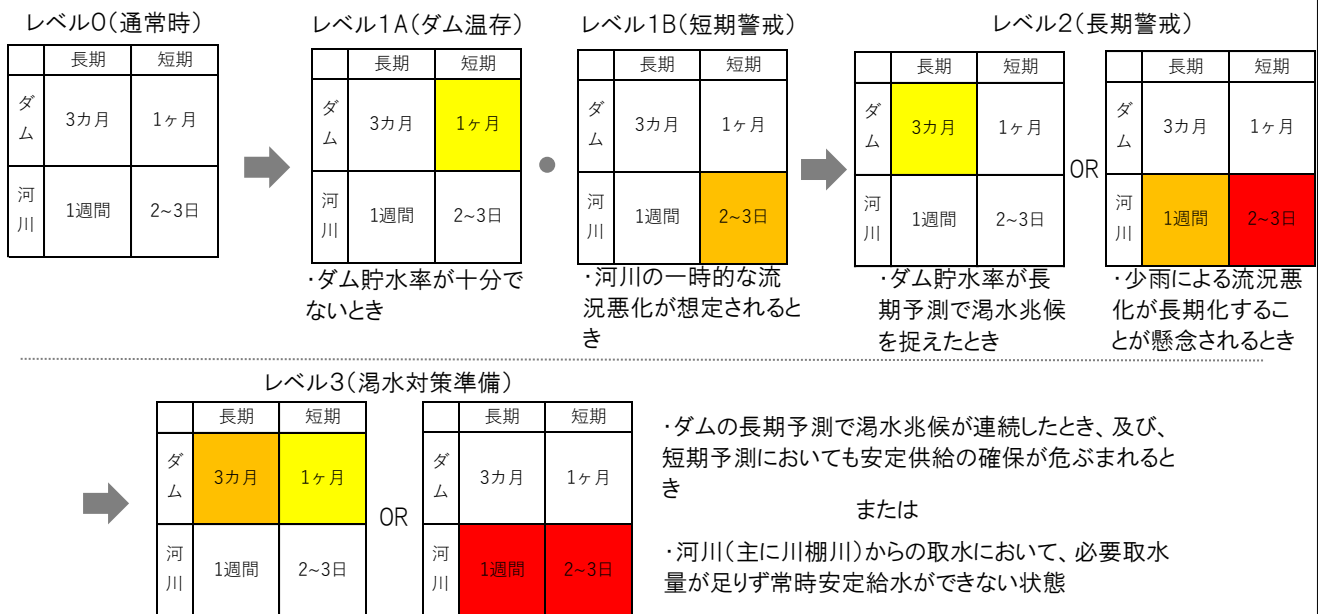 レベル0（通常時）
長期 短期
ダム 3カ月 1ヶ月
河川 1週間 2~3日
レベル1A（ダム温存）
長期 短期
ダム 3カ月 1ヶ月
河川 1週間 2~3日
・ダム貯水率が十分で
ないとき
レベル1B（短期警戒）
長期 短期
ダム 3カ月 1ヶ月
河川 1週間 2~3日
・河川の一時的な流
況悪化が想定されると
き
レベル2（長期警戒）
長期 短期
ダム 3カ月 1ヶ月
河川 1週間 2~3日
・ダム貯水率が長
期予測で渇水兆候
を捉えたとき
OR
長期 短期
ダム 3カ月 1ヶ月
河川 1週間 2~3日
・少雨による流況悪
化が長期化するこ
とが懸念されるとき
レベル3（渇水対策準備）
長期 短期
ダム 3カ月 1ヶ月
河川 1週間 2~3日
OR
長期 短期
ダム 3カ月 1ヶ月
河川 1週間 2~3日
・ダムの長期予測で渇水兆候が連続したとき、及び、
短期予測においても安定供給の確保が危ぶまれると
き
または
・河川（主に川棚川）からの取水において、必要取水
量が足りず常時安定給水ができない状態